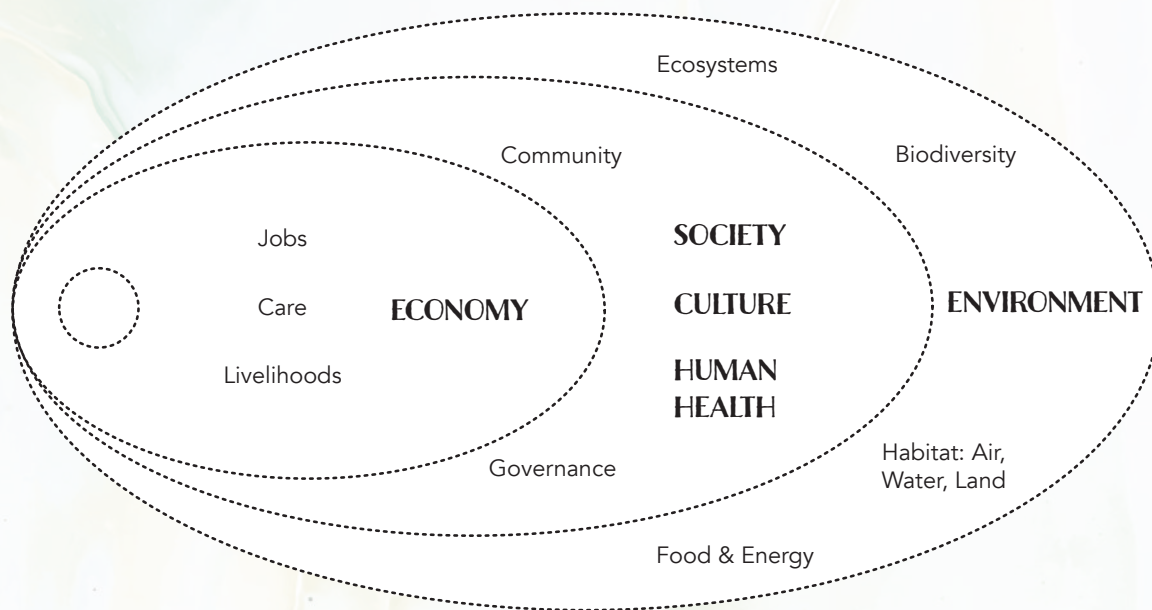 Ecosystems
Community
Biodiversity
Jobs
SOCIETY
Care
ECONOMY
CULTURE
ENVIRONMENT
Livelihoods
HUMAN
HEALTH
Governance
Habitat: Air,
Water, Land
Food & Energy